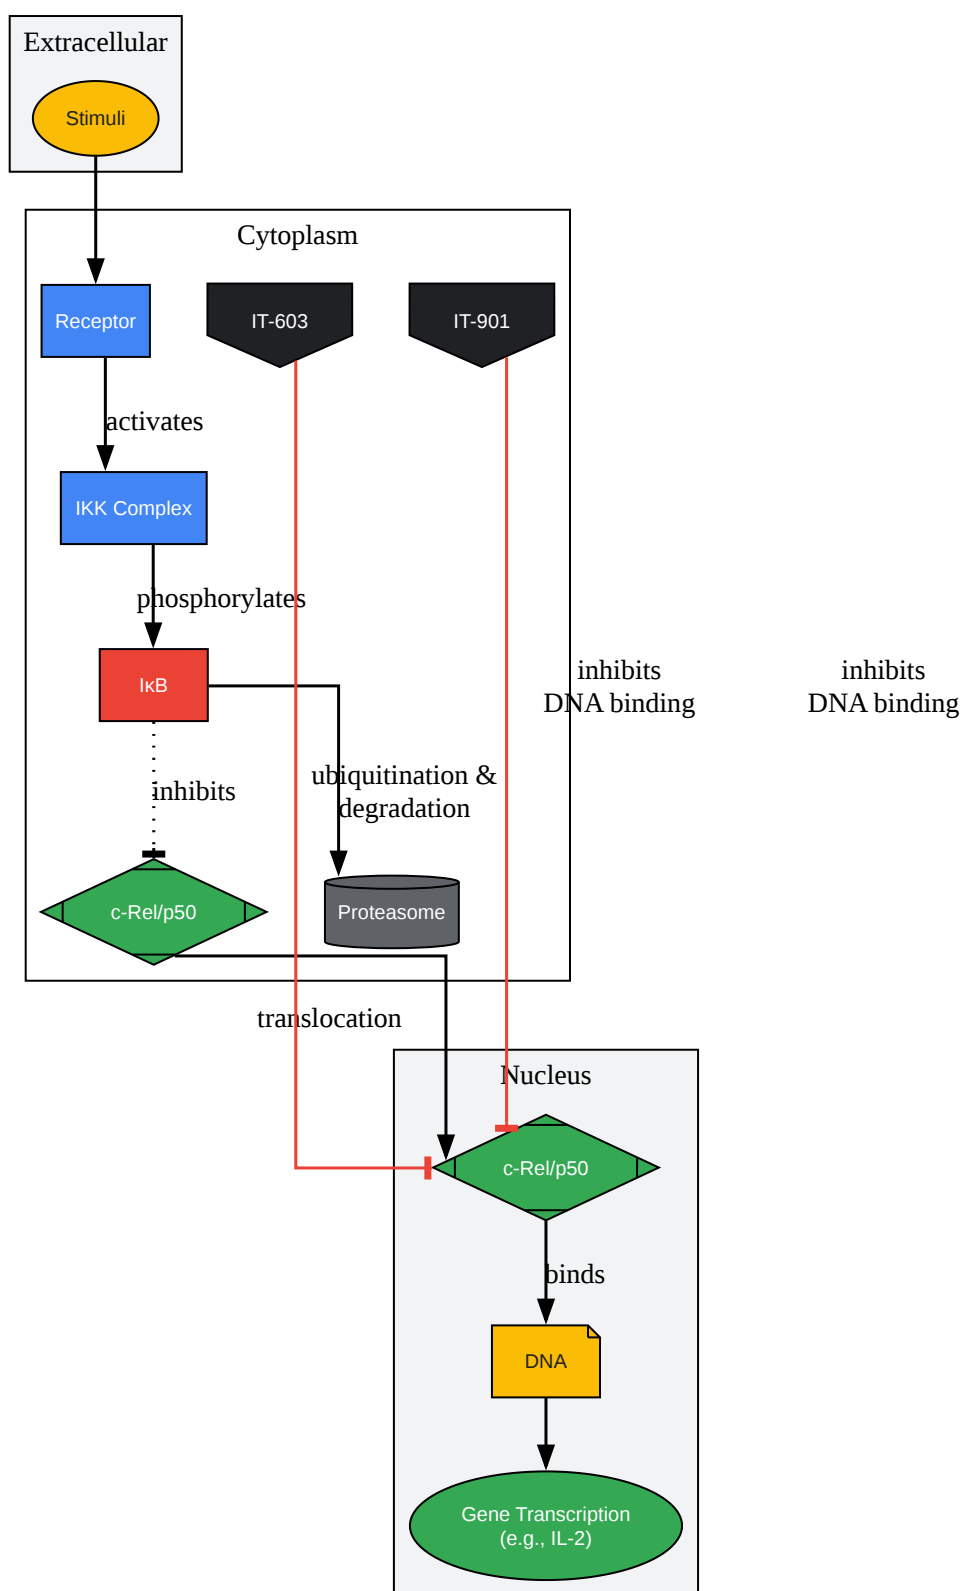 Extracellular
Stimuli
Cytoplasm
Receptor
IT-603
IT-901
activates
IKK Complex
phosphorylates
IκB
inhibits
DNA binding
inhibits
DNA binding
inhibits
ubiquitination &
degradation
c-Rel/p50
Proteasome
translocation
Nucleus
c-Rel/p50
binds
DNA
Gene Transcription
(e.g., IL-2)